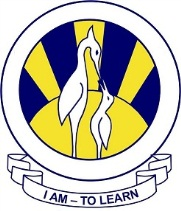 I AM – TO LEARN